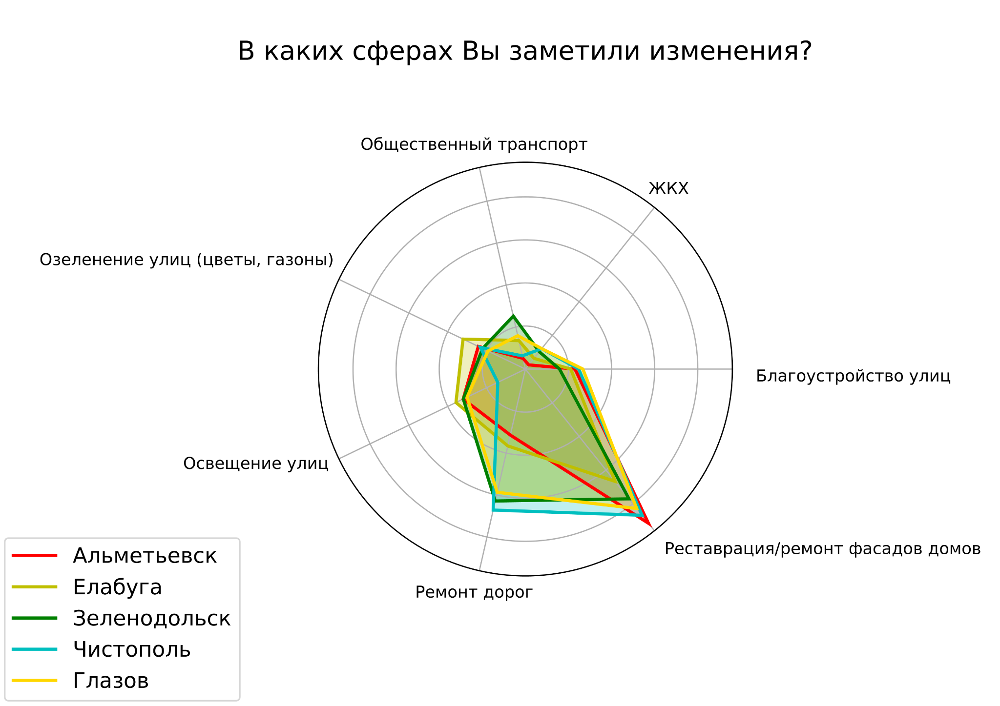 В каких сферах Вы заметили изменения?
Общественный транспорт
ЖКХ
Озеленение улиц (цветы, газоны)
Благоустройство улиц
Освещение улиц
Реставрация/ремонт фасадов домов
Ремонт дорог
Альметьевск
Елабуга
Зеленодольск
Чистополь
Глазов